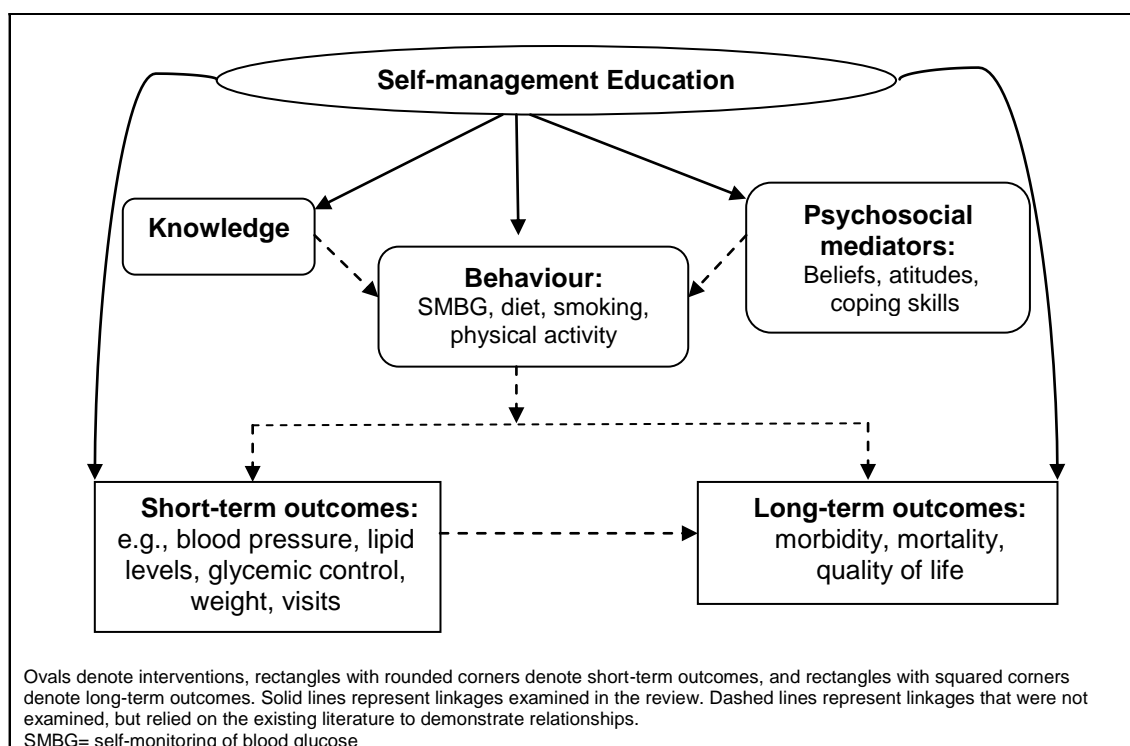 Self-management Education
Knowledge
Psychosocial
mediators:
Beliefs, atitudes,
coping skills
Behaviour:
SMBG, diet, smoking,
physical activity
Short-term outcomes:
e.g., blood pressure, lipid
levels, glycemic control,
weight, visits
Long-term outcomes:
morbidity, mortality,
quality of life
Ovals denote interventions, rectangles with rounded corners denote short-term outcomes, and rectangles with squared corners
denote long-term outcomes. Solid lines represent linkages examined in the review. Dashed lines represent linkages that were not
examined, but relied on the existing literature to demonstrate relationships.
SMBG= self-monitoring of blood glucose